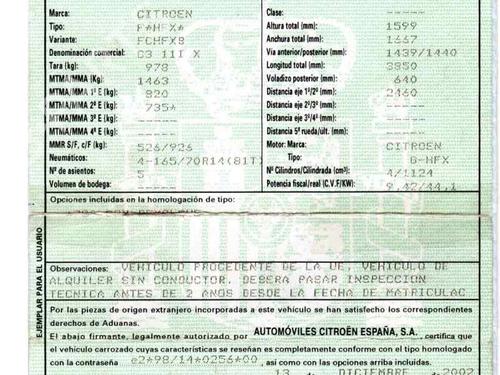 Marca: CITROEN
Tipo: F*HFX*
Variante: FCHFX8
Denominación comercial: C3 1I1 X
Tara (kg): 978
MTMA/MMA (Kg): 1463
MTMA/MMA 1º E (kg): 820
MTMA/MMA 2º E (kg): 735*
MTMA/MMA 3º E (kg): -----
MTMA/MMA 4º E (kg): -----
MMR S/F, c/F (kg): 526/926
Neumáticos: 4-165/70R14(81T)
Nº de asientos: 5
Volumen de bodega: -----
Clase: -----
Altura total (mm): 1599
Anchura total (mm): 1667
Vía anterior/posterior (mm): 1439/1440
Longitud total (mm): 3850
Voladizo posterior (mm): 640
Distancia eje 1º/2º (mm): 2460
Distancia eje 2º/3º (mm): -----
Distancia eje 3º/4º (mm): -----
Distancia 5ª rueda/últ. (mm): -----
Motor: Marca: CITROEN
Tipo: G-HFX
Nº Cilindros/Cilindrada (cm³): 4/1124
Potencia fiscal/real (C.V.F/KW): 9,42/44,1
Opciones incluidas en la homologación de tipo:
EJEMPLAR PARA EL USUARIO
Observaciones: VEHICULO PROCEDENTE DE LA UE, VEHICULO DE
ALQUILER SIN CONDUCTOR. DEBERA PASAR INSPECCION
TECNICA ANTES DE 2 ANOS DESDE LA FECHA DE MATRICULAC
Por las piezas de origen extranjero incorporadas a este vehículo se han satisfecho los correspondientes
derechos de Aduanas.
El abajo firmante, legalmente autorizado por AUTOMÓVILES CITROËN ESPAÑA, S.A., certifica que
el vehículo carrozado cuyas características se reseñan es completamente conforme con el tipo homologado
con la contraseña e2*98/14*0256*00, así como con las opciones arriba incluidas.
13 DICIEMBRE 2002